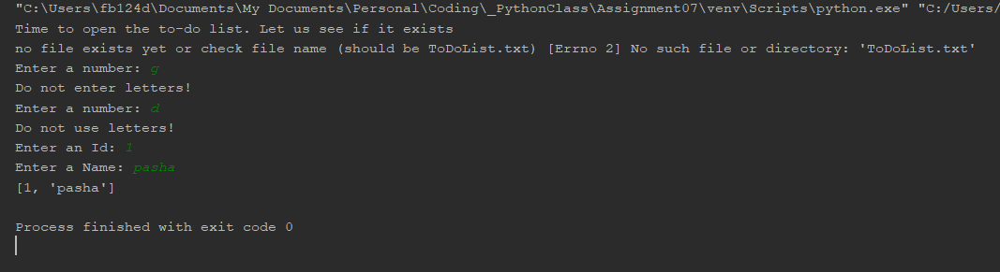 "C:\Users\fb124d\Documents\My Documents\Personal\Coding\_PythonClass\Assignment07\venv\Scripts\python.exe" "C:/Users/
Time to open the to-do list. Let us see if it exists
no file exists yet or check file name (should be ToDoList.txt) [Errno 2] No such file or directory: 'ToDoList.txt'
Enter a number: g
Do not enter letters!
Enter a number: d
Do not use letters!
Enter an Id: 1
Enter a Name: pasha
[1, 'pasha']
Process finished with exit code 0